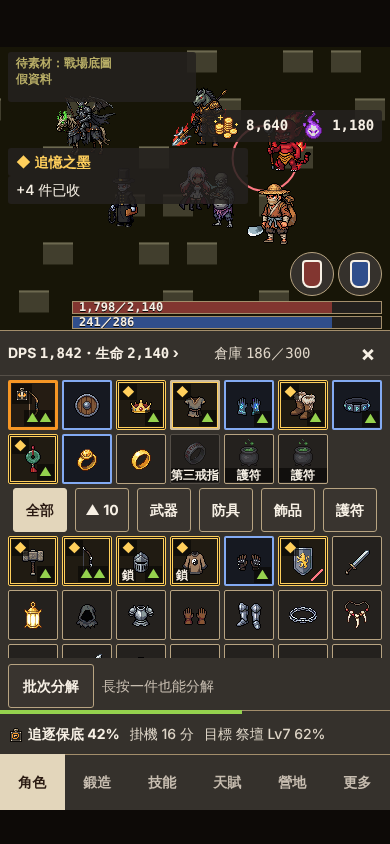 待素材：戰場底圖
假資料
8,640
1,180
◆ 追憶之墨
+4 件已收
1,798／2,140
241／286
DPS 1,842・生命 2,140 ›
倉庫 186／300
×
第三戒指
護符
護符
全部
▲ 10
武器
防具
飾品
護符
鎖
鎖
批次分解
長按一件也能分解
追逐保底 42%
掛機 16 分
目標 祭壇 Lv7 62%
角色
鍛造
技能
天賦
營地
更多